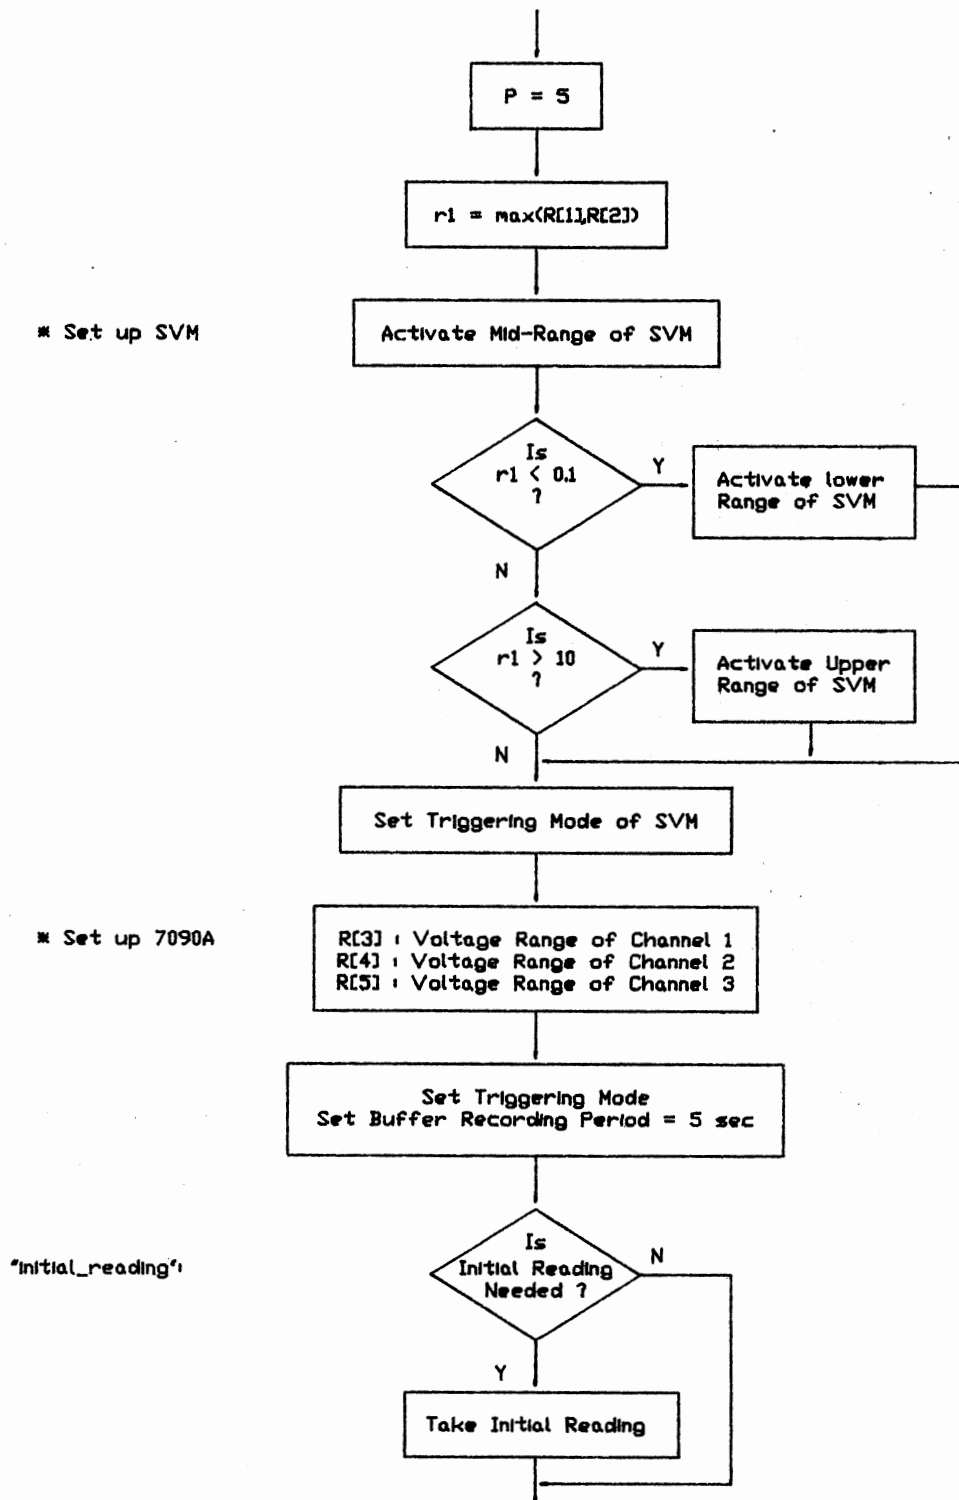 P = 5
r1 = max(R[1],R[2])
* Set up SVM
Activate Mid-Range of SVM
Is
r1 < 0.1
?
Y
Activate lower
Range of SVM
N
Is
r1 > 10
?
Y
Activate Upper
Range of SVM
N
Set Triggering Mode of SVM
* Set up 7090A
R[3] : Voltage Range of Channel 1
R[4] : Voltage Range of Channel 2
R[5] : Voltage Range of Channel 3
Set Triggering Mode
Set Buffer Recording Period = 5 sec
"initial_reading":
Is
Initial Reading
Needed ?
N
Y
Take Initial Reading